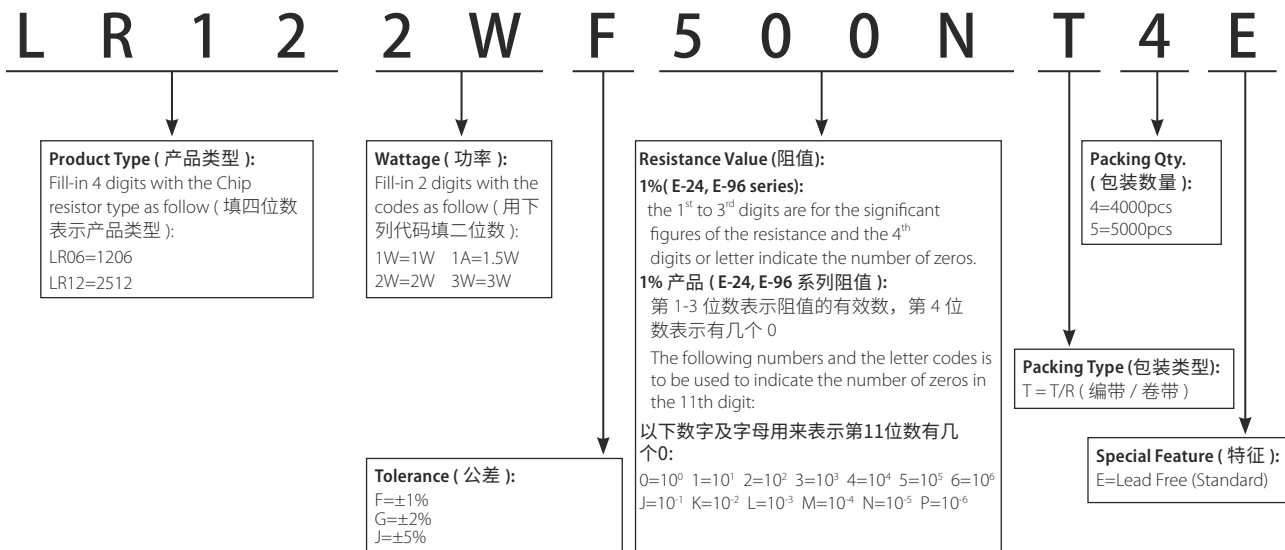 L R 1 2 2 W F 5 0 0 N T 4 E
Product Type ( 产品类型 ):
Fill-in 4 digits with the Chip
resistor type as follow ( 填四位数
表示产品类型 ):
LR06=1206
LR12=2512
Wattage ( 功率 ):
Fill-in 2 digits with the
codes as follow ( 用下
列代码填二位数 ):
1W=1W 1A=1.5W
2W=2W 3W=3W
Tolerance ( 公差 ):
F=±1%
G=±2%
J=±5%
Resistance Value (阻值):
1%( E-24, E-96 series):
the 1st to 3rd digits are for the significant
figures of the resistance and the 4th
digits or letter indicate the number of zeros.
1% 产品 ( E-24, E-96 系列阻值 ):
第 1-3 位数表示阻值的有效数，第 4 位
数表示有几个 0
The following numbers and the letter codes is
to be used to indicate the number of zeros in
the 11th digit:
以下数字及字母用来表示第11位数有几
个0:
0=10⁰ 1=10¹ 2=10² 3=10³ 4=10⁴ 5=10⁵ 6=10⁶
J=10⁻¹ K=10⁻² L=10⁻³ M=10⁻⁴ N=10⁻⁵ P=10⁻⁶
Packing Qty.
( 包装数量 ):
4=4000pcs
5=5000pcs
Packing Type (包装类型):
T = T/R ( 编带 / 卷带 )
Special Feature ( 特征 ):
E=Lead Free (Standard)